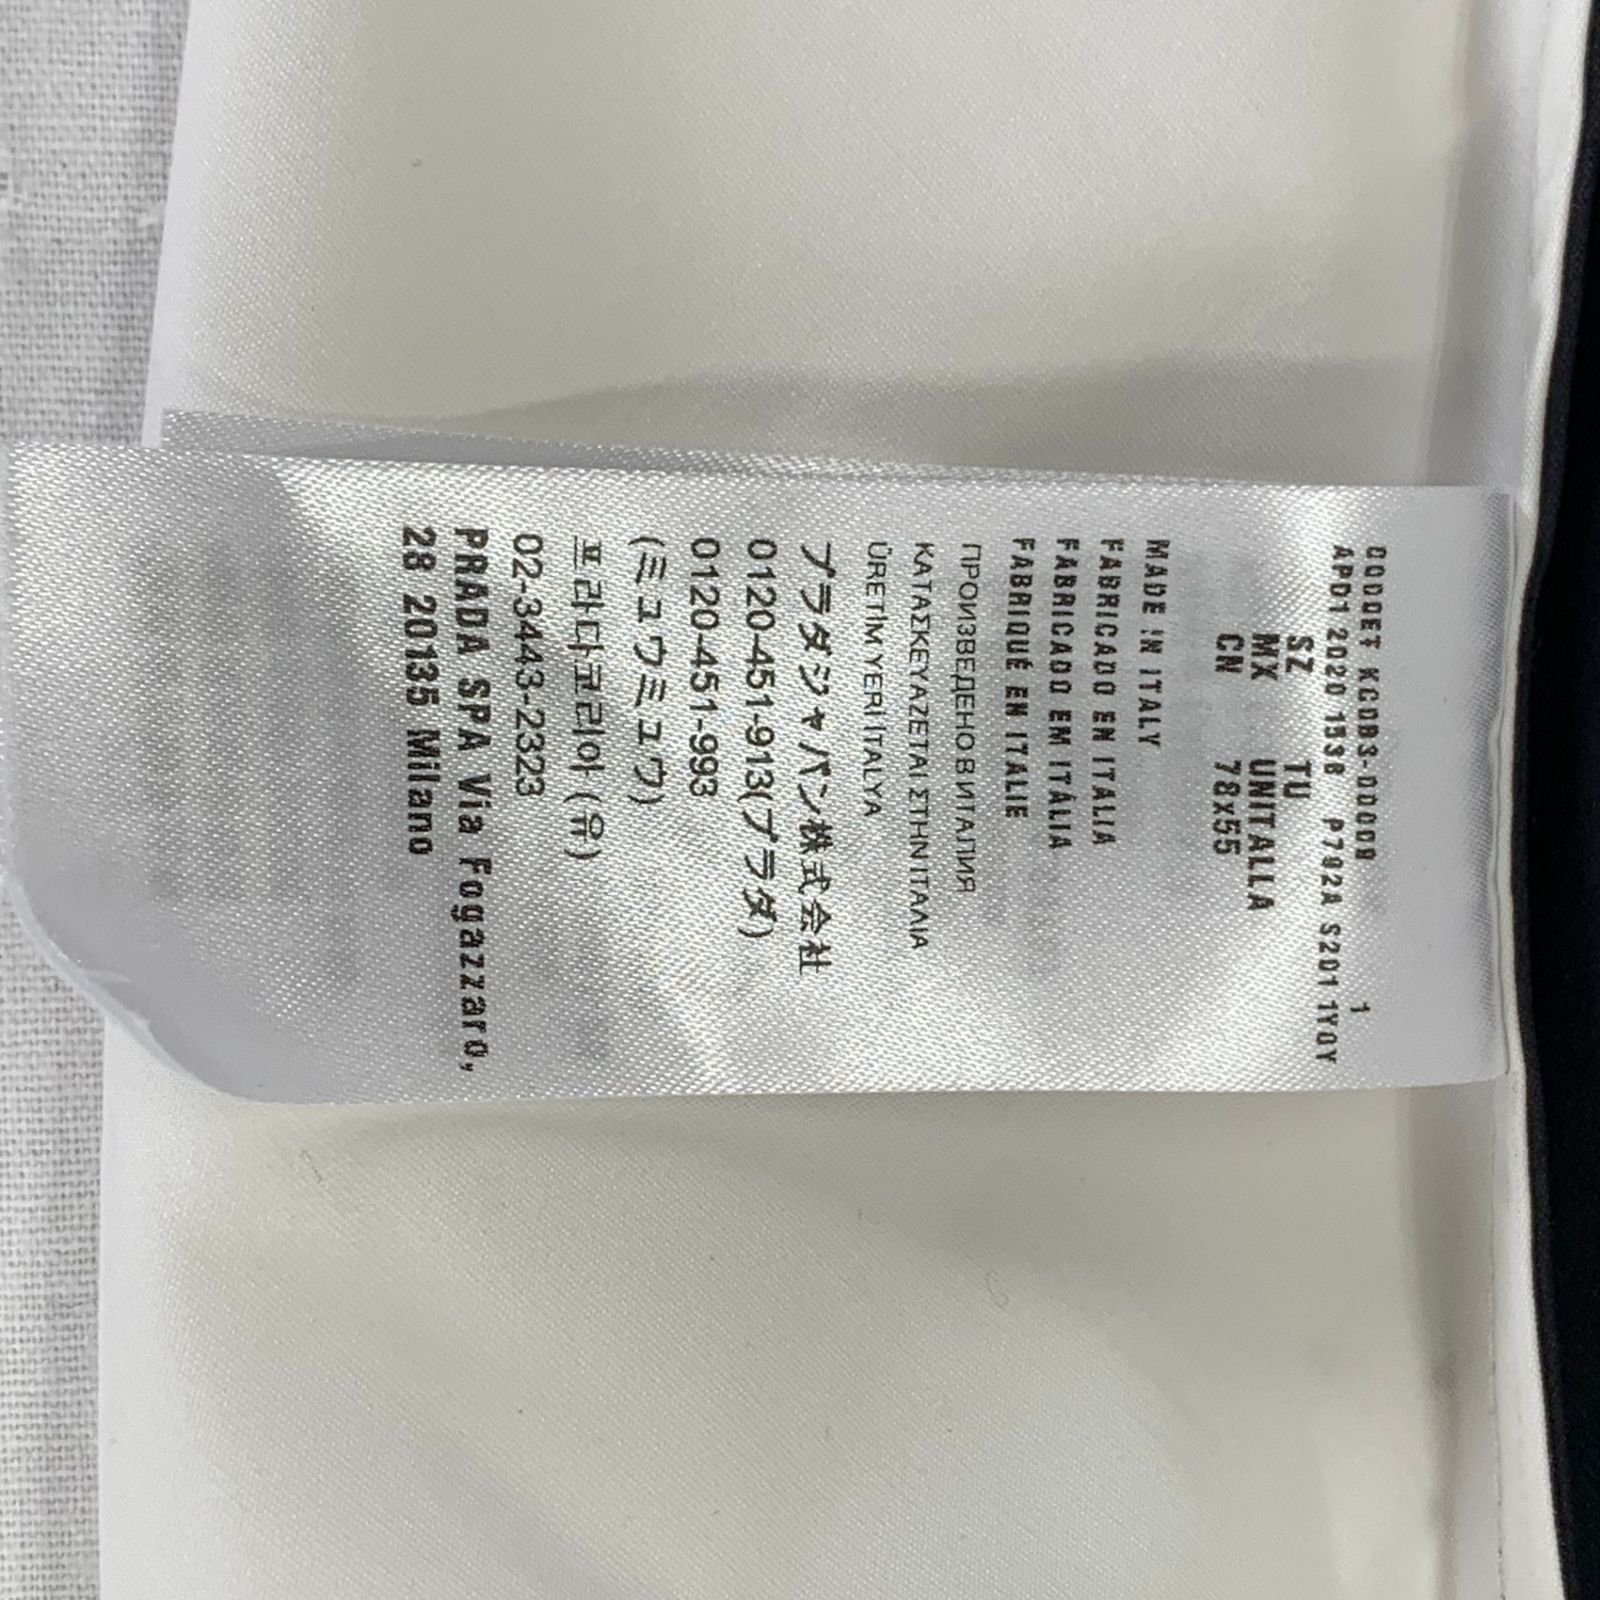 GODDET KCDB3-00009 1
APD1 2020 1538 P792A S201 1YOY
SZ TU
MX UNITALLA
CN 78x55
MADE IN ITALY
FABRICADO EN ITALIA
FABRICADO EM ITÁLIA
FABRIQUÉ EN ITALIE
ПРОИЗВЕДЕНО В ИТАЛИЯ
ΚΑΤΑΣΚΕΥΑΖΕΤΑΙ ΣΤΗΝ ΙΤΑΛΙΑ
ÜRETİM YERİ İTALYA
プラダジャパン株式会社
0120-451-913(プラダ)
0120-451-993
(ミュウミュウ)
프라다코리아 (유)
02-3443-2323
PRADA SPA Via Fogazzaro,
28 20135 Milano